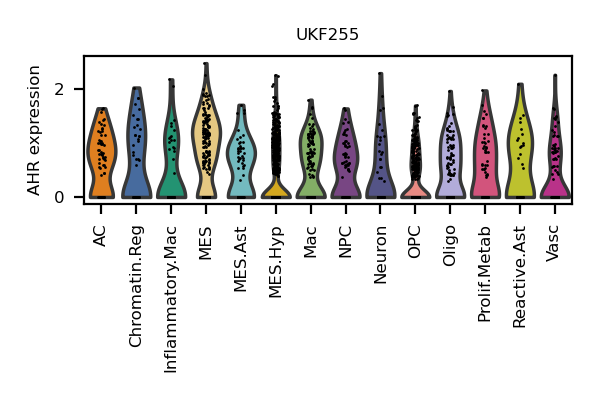 UKF255
AHR expression
2
0
AC
Chromatin.Reg
Inflammatory.Mac
MES
MES.Ast
MES.Hyp
Mac
NPC
Neuron
OPC
Oligo
Prolif.Metab
Reactive.Ast
Vasc